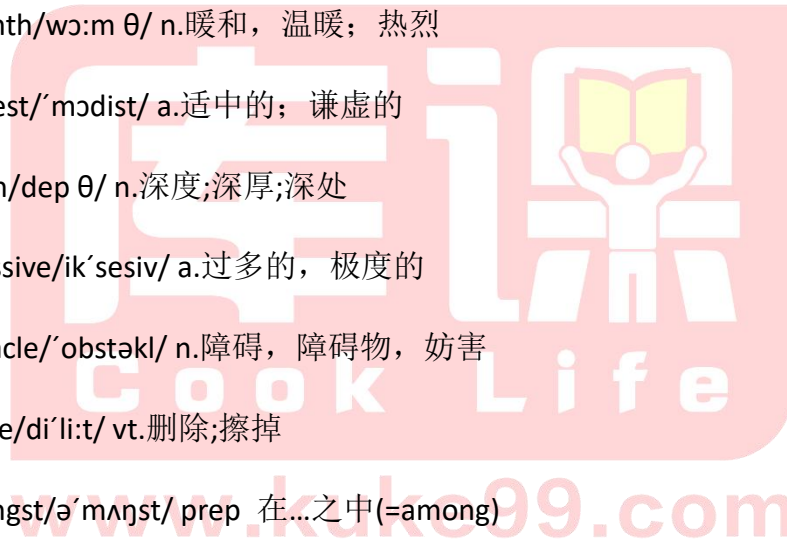 nth/wɔ:m θ/ n.暖和，温暖；热烈
est/ˊmɔdist/ a.适中的；谦虚的
h/dep θ/ n.深度;深厚;深处
ssive/ikˊsesiv/ a.过多的，极度的
acle/ˊobstəkl/ n.障碍，障碍物，妨害
e/diˊli:t/ vt.删除;擦掉
ngst/əˊmʌŋst/ prep 在…之中(=among)
库课
Cook Life
www.kukc99.com